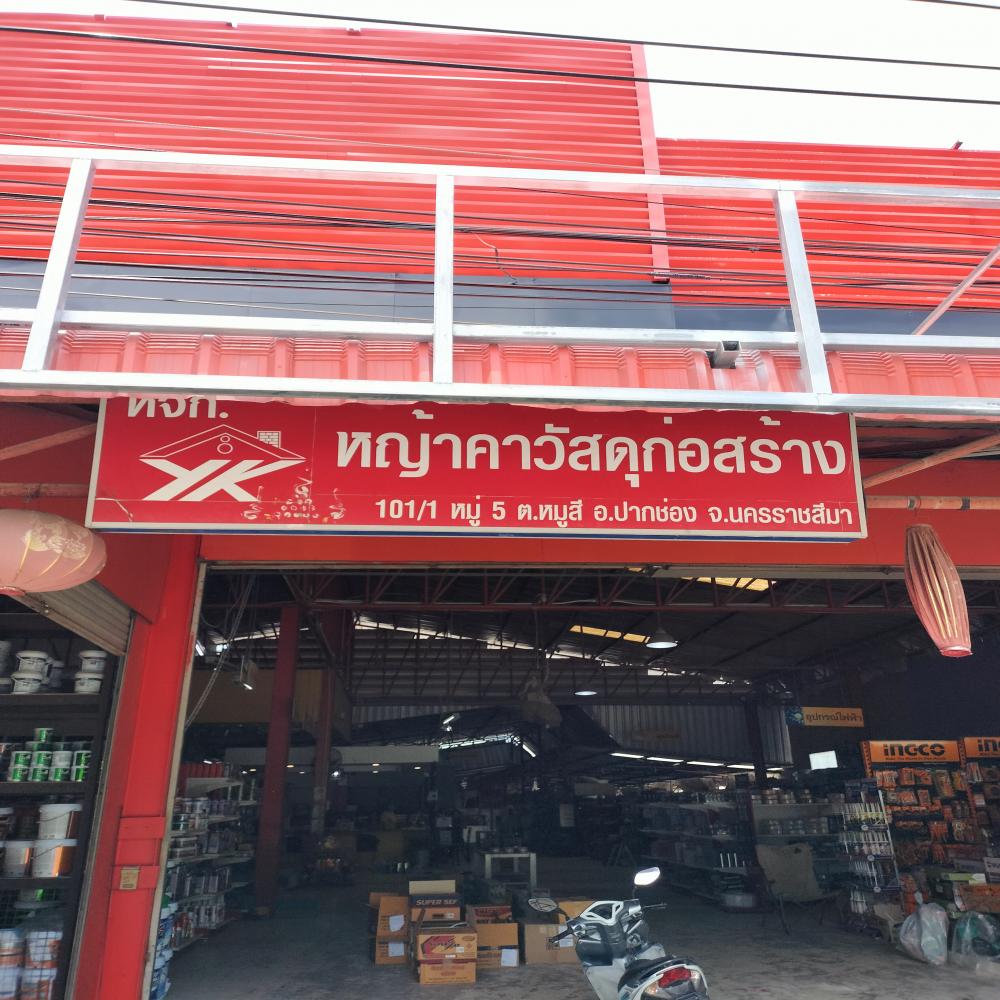 หจก.
YK
หญ้าคาวัสดุก่อสร้าง
101/1 หมู่ 5 ต.หมูสี อ.ปากช่อง จ.นครราชสีมา
อุปกรณ์ไฟฟ้า
INGCO
SUPER SEF